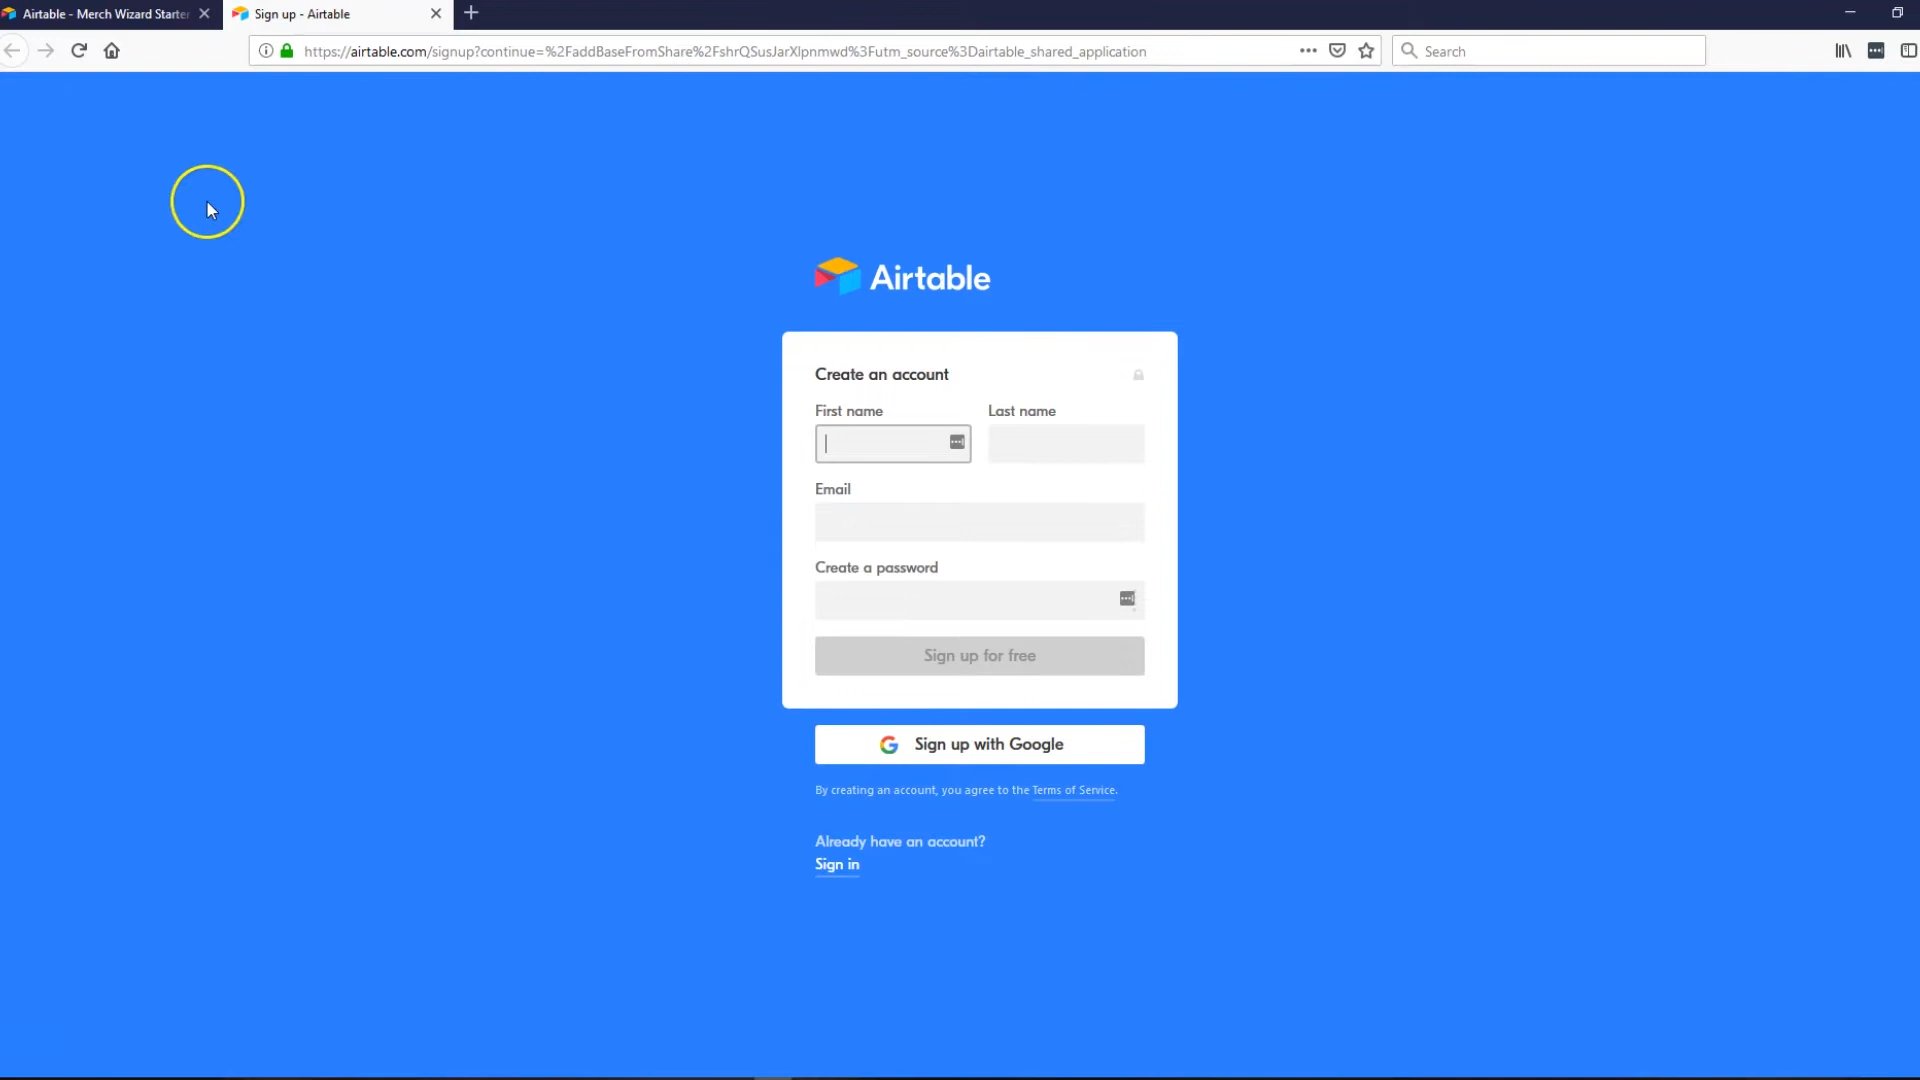 Airtable - Merch Wizard Starter
Sign up - Airtable
https://airtable.com/signup?continue=%2FaddBaseFromShare%2FshrQSusJarXlpnmwd%3Futm_source%3Dairtable_shared_application
Search
Airtable
Create an account
First name
Last name
Email
Create a password
Sign up for free
Sign up with Google
By creating an account, you agree to the Terms of Service.
Already have an account?
Sign in